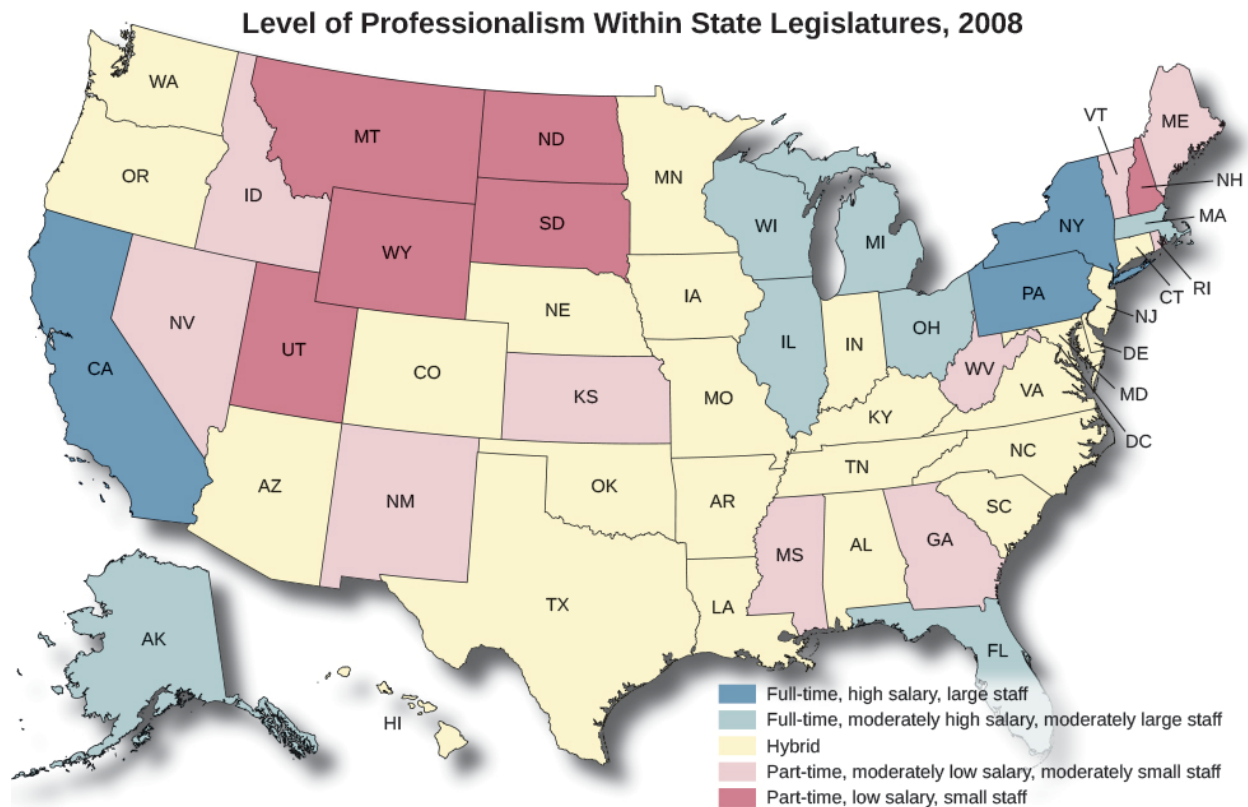 Level of Professionalism Within State Legislatures, 2008
WA
MT
ND
MN
VT
ME
OR
ID
NH
MA
WI
NY
SD
MI
WY
RI
CT
PA
IA
NE
NJ
NV
OH
IN
IL
UT
DE
CO
CA
WV
VA
MD
KS
MO
KY
DC
NC
TN
AZ
OK
NM
AR
SC
GA
AL
MS
TX
LA
AK
FL
HI
Full-time, high salary, large staff
Full-time, moderately high salary, moderately large staff
Hybrid
Part-time, moderately low salary, moderately small staff
Part-time, low salary, small staff